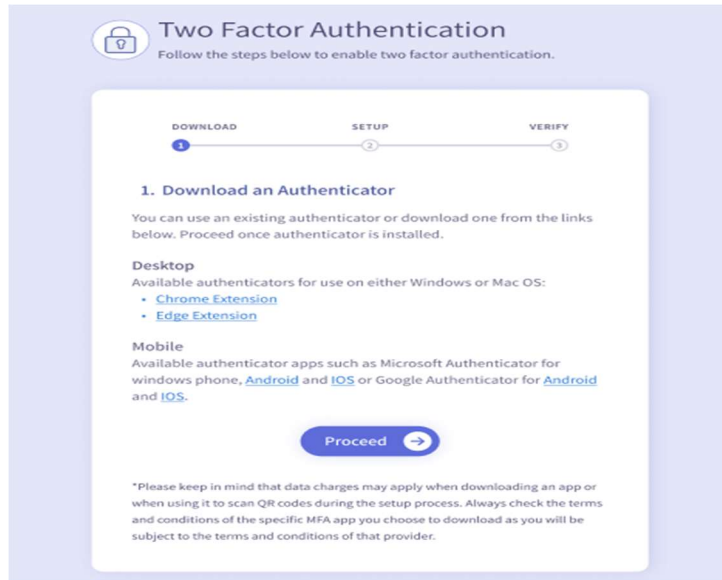 Two Factor Authentication
Follow the steps below to enable two factor authentication.
DOWNLOAD SETUP VERIFY
1 2 3
1. Download an Authenticator
You can use an existing authenticator or download one from the links
below. Proceed once authenticator is installed.
Desktop
Available authenticators for use on either Windows or Mac OS:
• Chrome Extension
• Edge Extension
Mobile
Available authenticator apps such as Microsoft Authenticator for
windows phone, Android and IOS or Google Authenticator for Android
and IOS.
Proceed
*Please keep in mind that data charges may apply when downloading an app or
when using it to scan QR codes during the setup process. Always check the terms
and conditions of the specific MFA app you choose to download as you will be
subject to the terms and conditions of that provider.